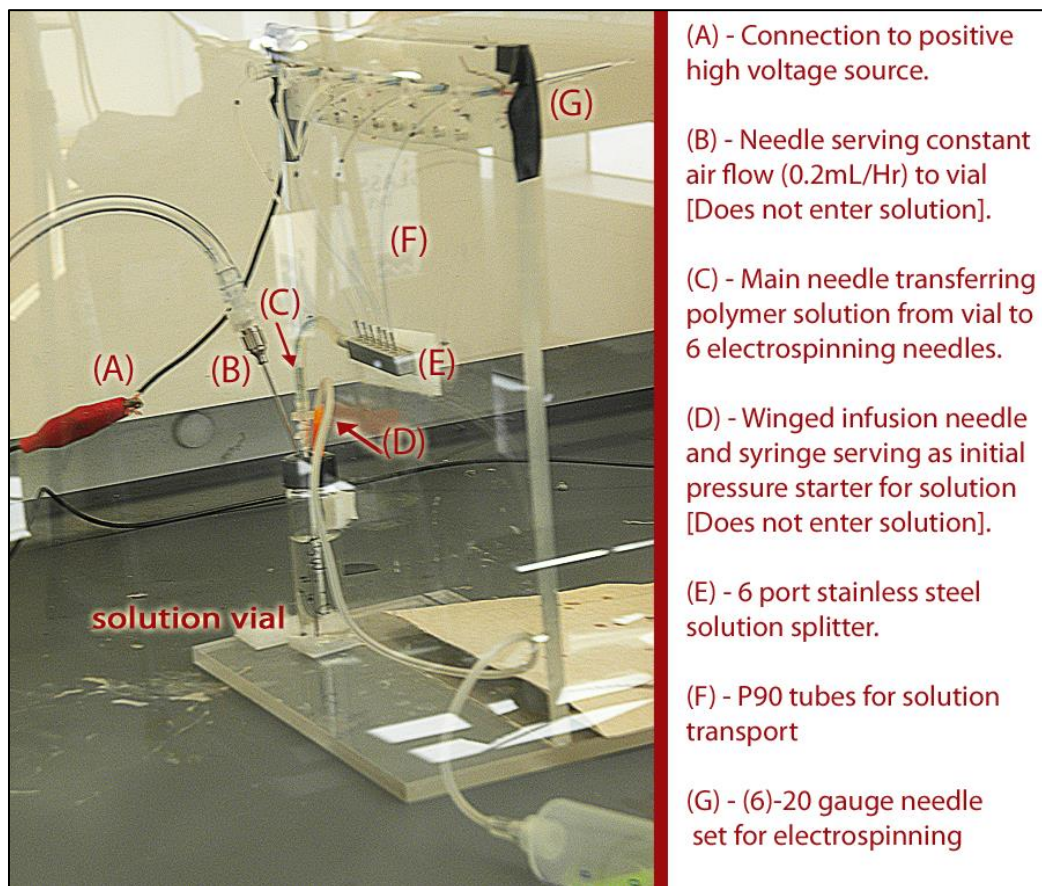 (A) - Connection to positive
high voltage source.
(B) - Needle serving constant
air flow (0.2mL/Hr) to vial
[Does not enter solution].
(C) - Main needle transferring
polymer solution from vial to
6 electrospinning needles.
(D) - Winged infusion needle
and syringe serving as initial
pressure starter for solution
[Does not enter solution].
(E) - 6 port stainless steel
solution splitter.
(F) - P90 tubes for solution
transport
(G) - (6)-20 gauge needle
set for electrospinning
(G)
(F)
(C)
(E)
(A)
(B)
(D)
solution vial